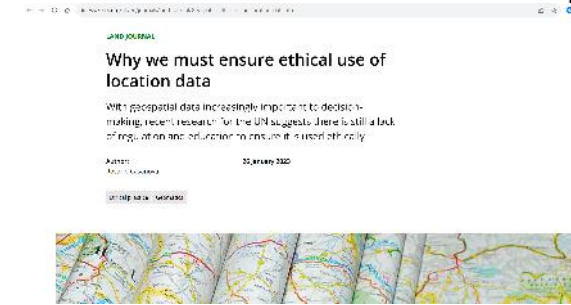 LAND JOURNAL
Why we must ensure ethical use of
location data
With geospatial data increasingly important to decision-
making, recent research for the UN suggests there is still a lack
of regulation and education to ensure it is used ethically
Author:
January 2023